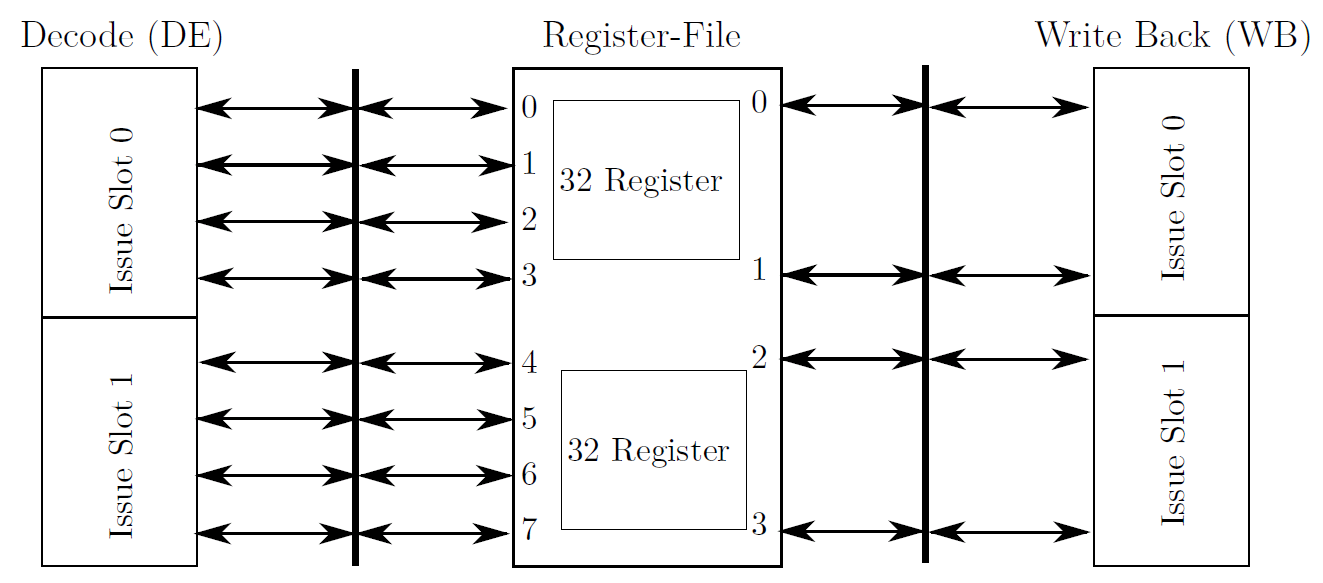 Decode (DE)
Register-File
Write Back (WB)
Issue Slot 0
Issue Slot 1
0
1
2
3
4
5
6
7
32 Register
32 Register
0
1
2
3
Issue Slot 0
Issue Slot 1